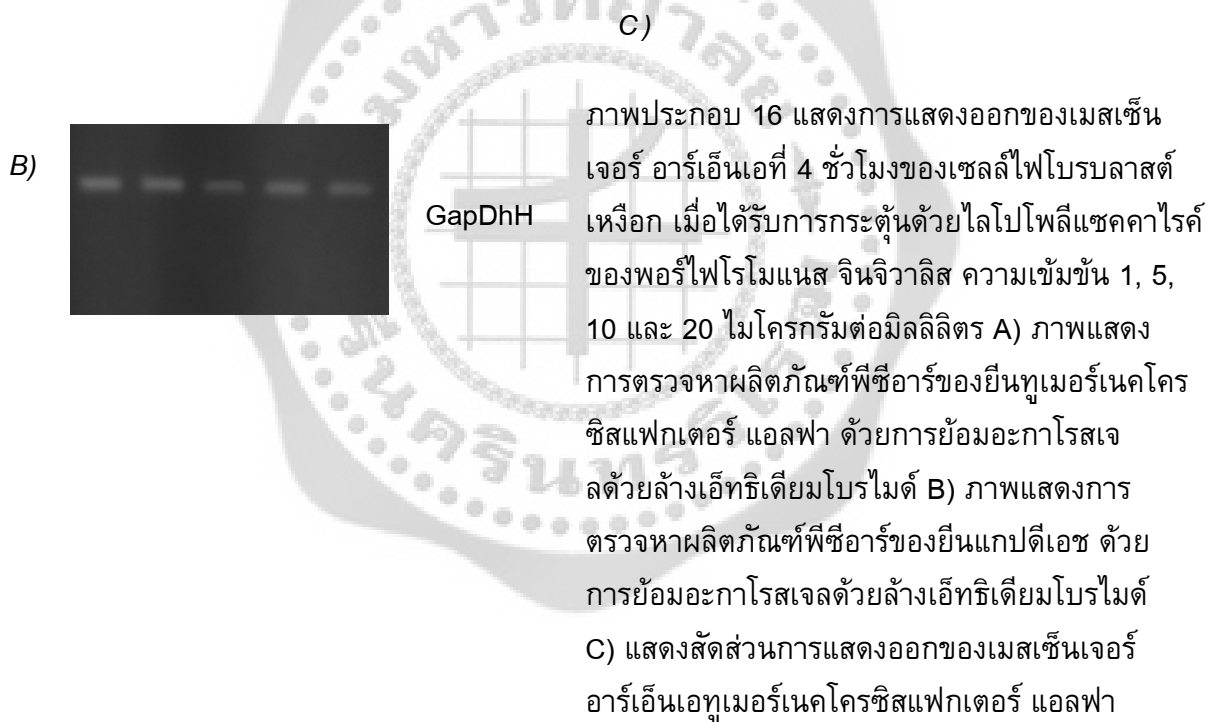 C)
B)
GapDhH
ภาพประกอบ 16 แสดงการแสดงออกของเมสเซ็น
เจอร์ อาร์เอ็นเอที่ 4 ชั่วโมงของเซลล์ไฟโบรบลาสต์
เหงือก เมื่อได้รับการกระตุ้นด้วยไลโปโพลีแซคคาไรค์
ของพอร์ไฟโรโมแนส จินจิวาลิส ความเข้มข้น 1, 5,
10 และ 20 ไมโครกรัมต่อมิลลิลิตร A) ภาพแสดง
การตรวจหาผลิตภัณฑ์พีซีอาร์ของยีนทูเมอร์เนคโคร
ซิสแฟกเตอร์ แอลฟา ด้วยการย้อมอะกาโรสเจ
ลด้วยล้างเอ็ทธิเดียมโบรไมด์ B) ภาพแสดงการ
ตรวจหาผลิตภัณฑ์พีซีอาร์ของยีนแกปดีเอช ด้วย
การย้อมอะกาโรสเจลด้วยล้างเอ็ทธิเดียมโบรไมด์
C) แสดงสัดส่วนการแสดงออกของเมสเซ็นเจอร์
อาร์เอ็นเอทูเมอร์เนคโครซิสแฟกเตอร์ แอลฟา